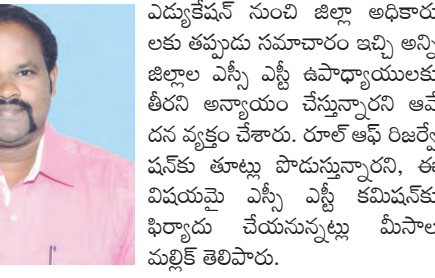 ఎడ్యుకేషన్ నుంచి జిల్లా అధికారు
లకు తప్పుడు సమాచారం ఇచ్చి అన్ని
జిల్లాల ఎస్సీ ఎస్టీ ఉపాధ్యాయులకు
తీరని అన్యాయం చేస్తున్నారని ఆవే
దన వ్యక్తం చేశారు. రూల్ ఆఫ్ రిజర్వే
షన్‌కు తూట్లు పొడుస్తున్నారని, ఈ
విషయమై ఎస్సీ ఎస్టీ కమిషన్‌కు
ఫిర్యాదు చేయనున్నట్లు మీసాల
మల్లిక్ తెలిపారు.